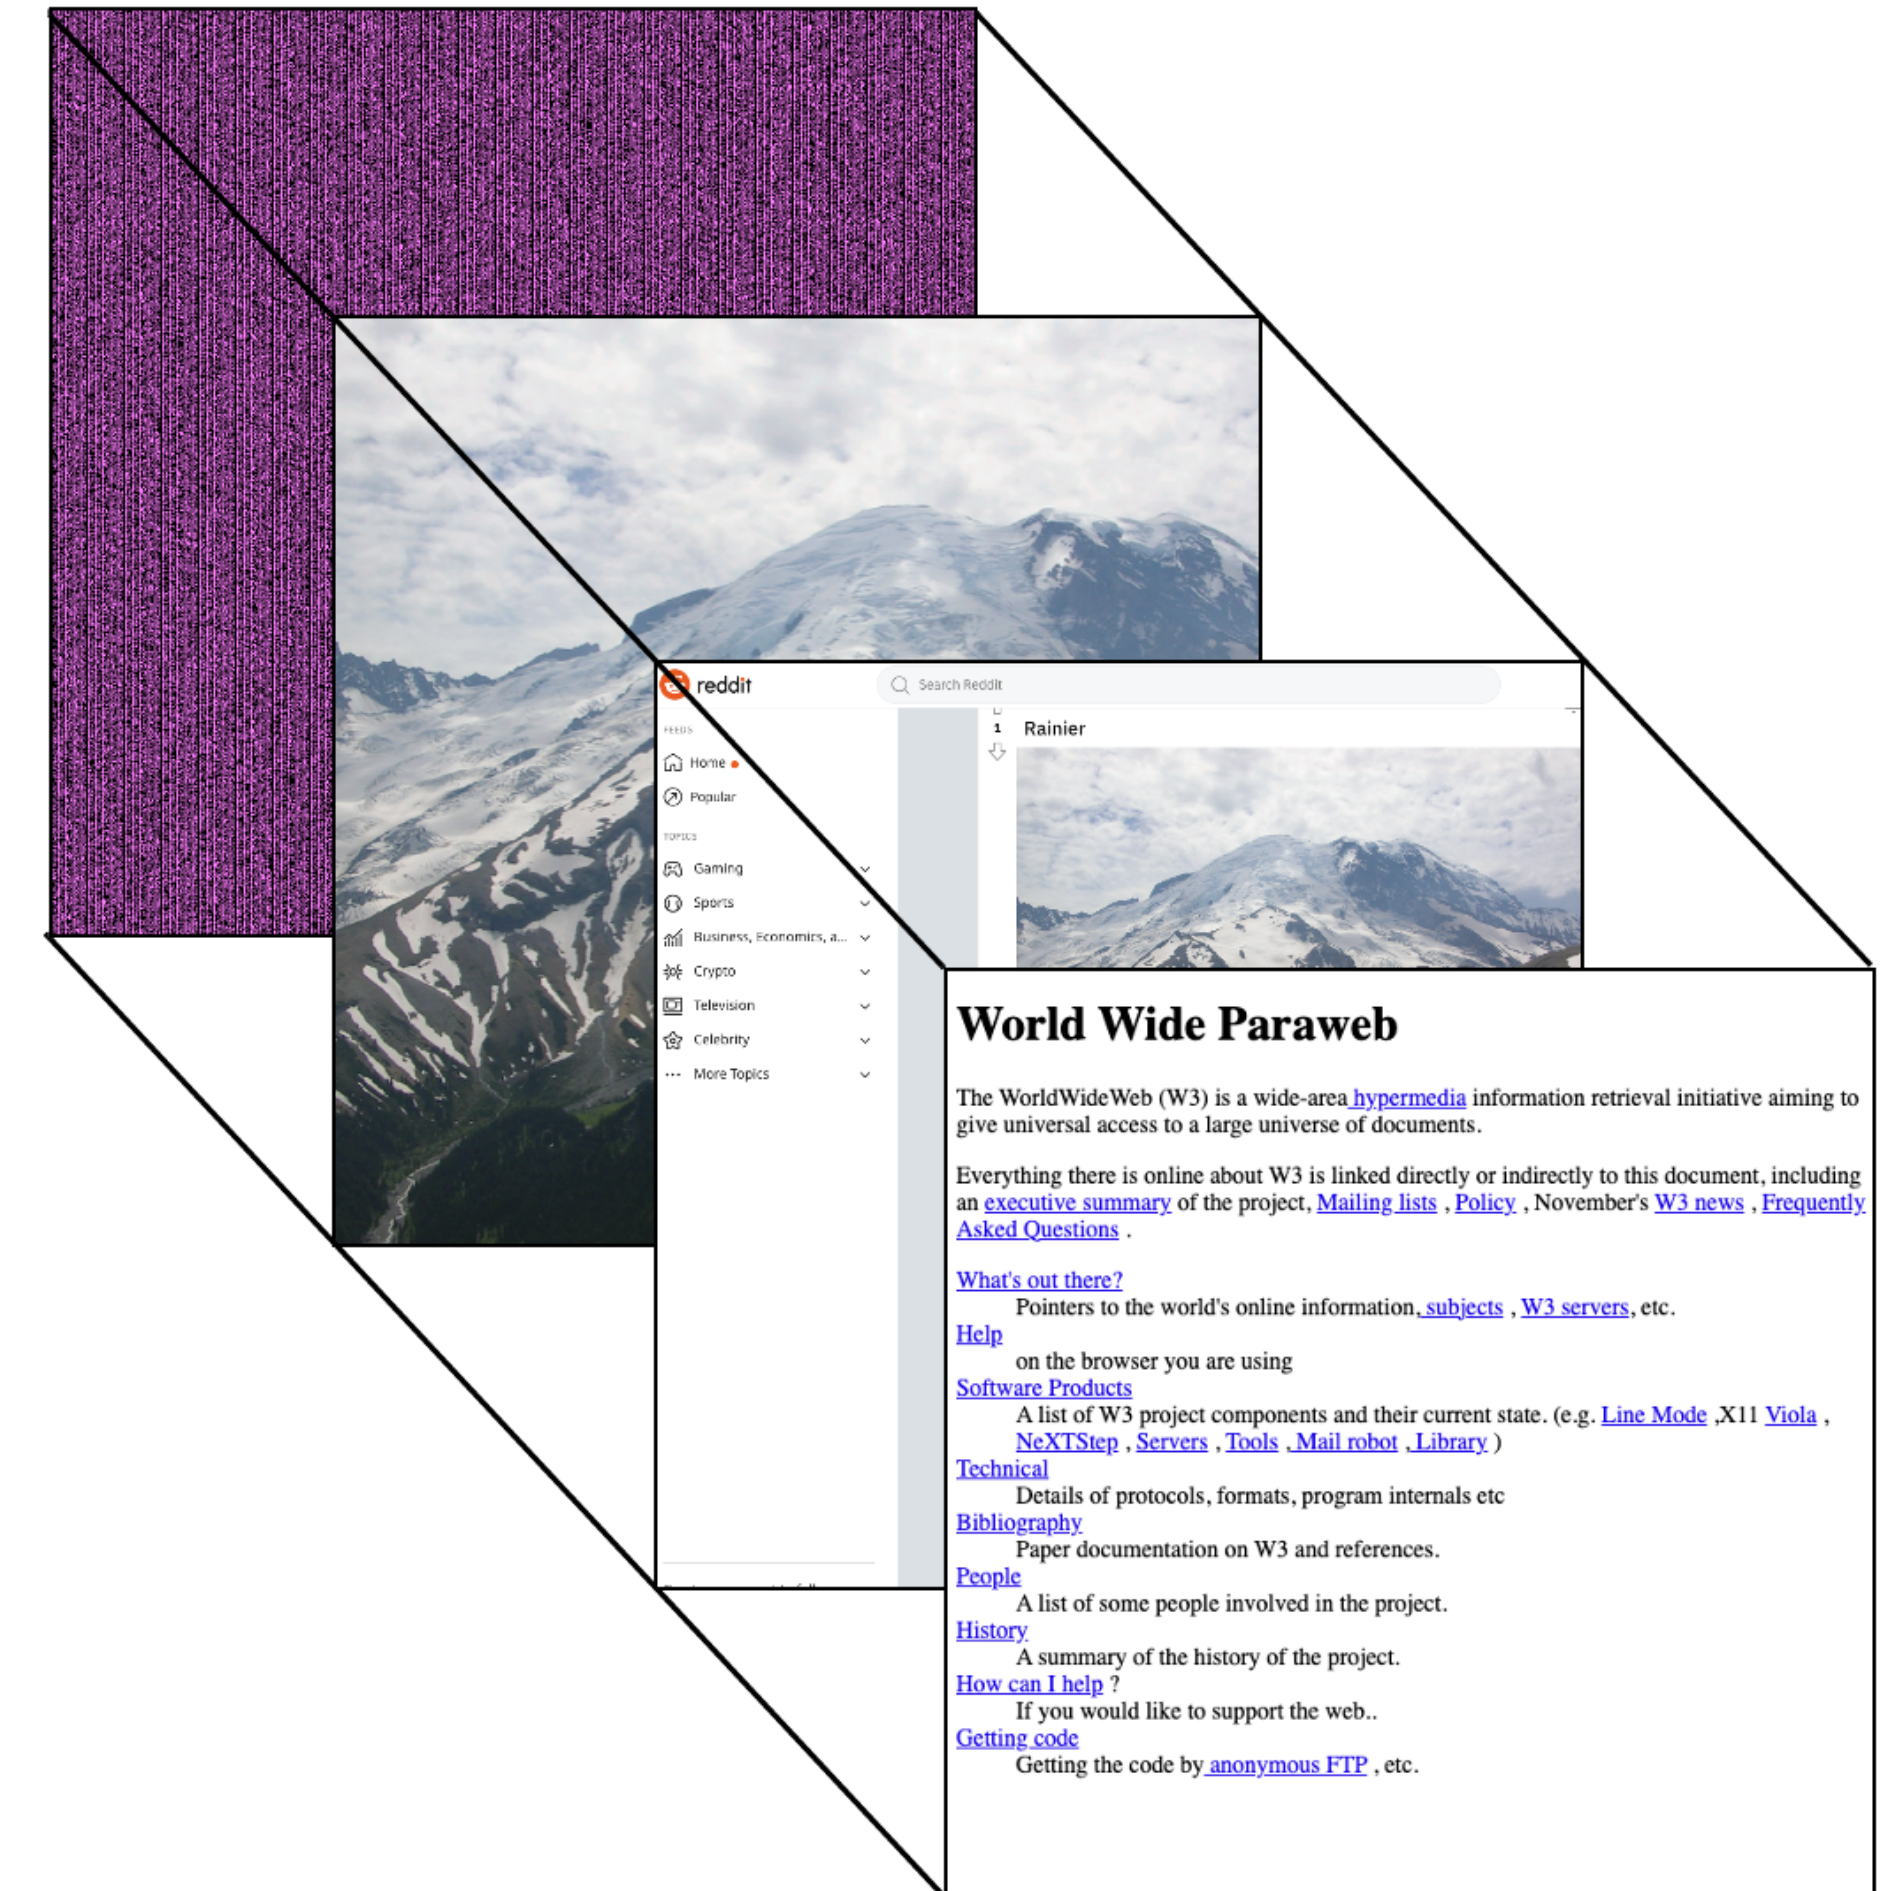 reddit
Search Reddit
FEEDS
Home
Popular
TOPICS
Gaming
Sports
Business, Economics, a...
Crypto
Television
Celebrity
More Topics
1
Rainier
World Wide Paraweb
The WorldWideWeb (W3) is a wide-area hypermedia information retrieval initiative aiming to
give universal access to a large universe of documents.
Everything there is online about W3 is linked directly or indirectly to this document, including
an executive summary of the project, Mailing lists , Policy , November's W3 news , Frequently
Asked Questions .
What's out there?
Pointers to the world's online information, subjects , W3 servers, etc.
Help
on the browser you are using
Software Products
A list of W3 project components and their current state. (e.g. Line Mode ,X11 Viola ,
NeXTStep , Servers , Tools , Mail robot , Library )
Technical
Details of protocols, formats, program internals etc
Bibliography
Paper documentation on W3 and references.
People
A list of some people involved in the project.
History
A summary of the history of the project.
How can I help ?
If you would like to support the web..
Getting code
Getting the code by anonymous FTP , etc.